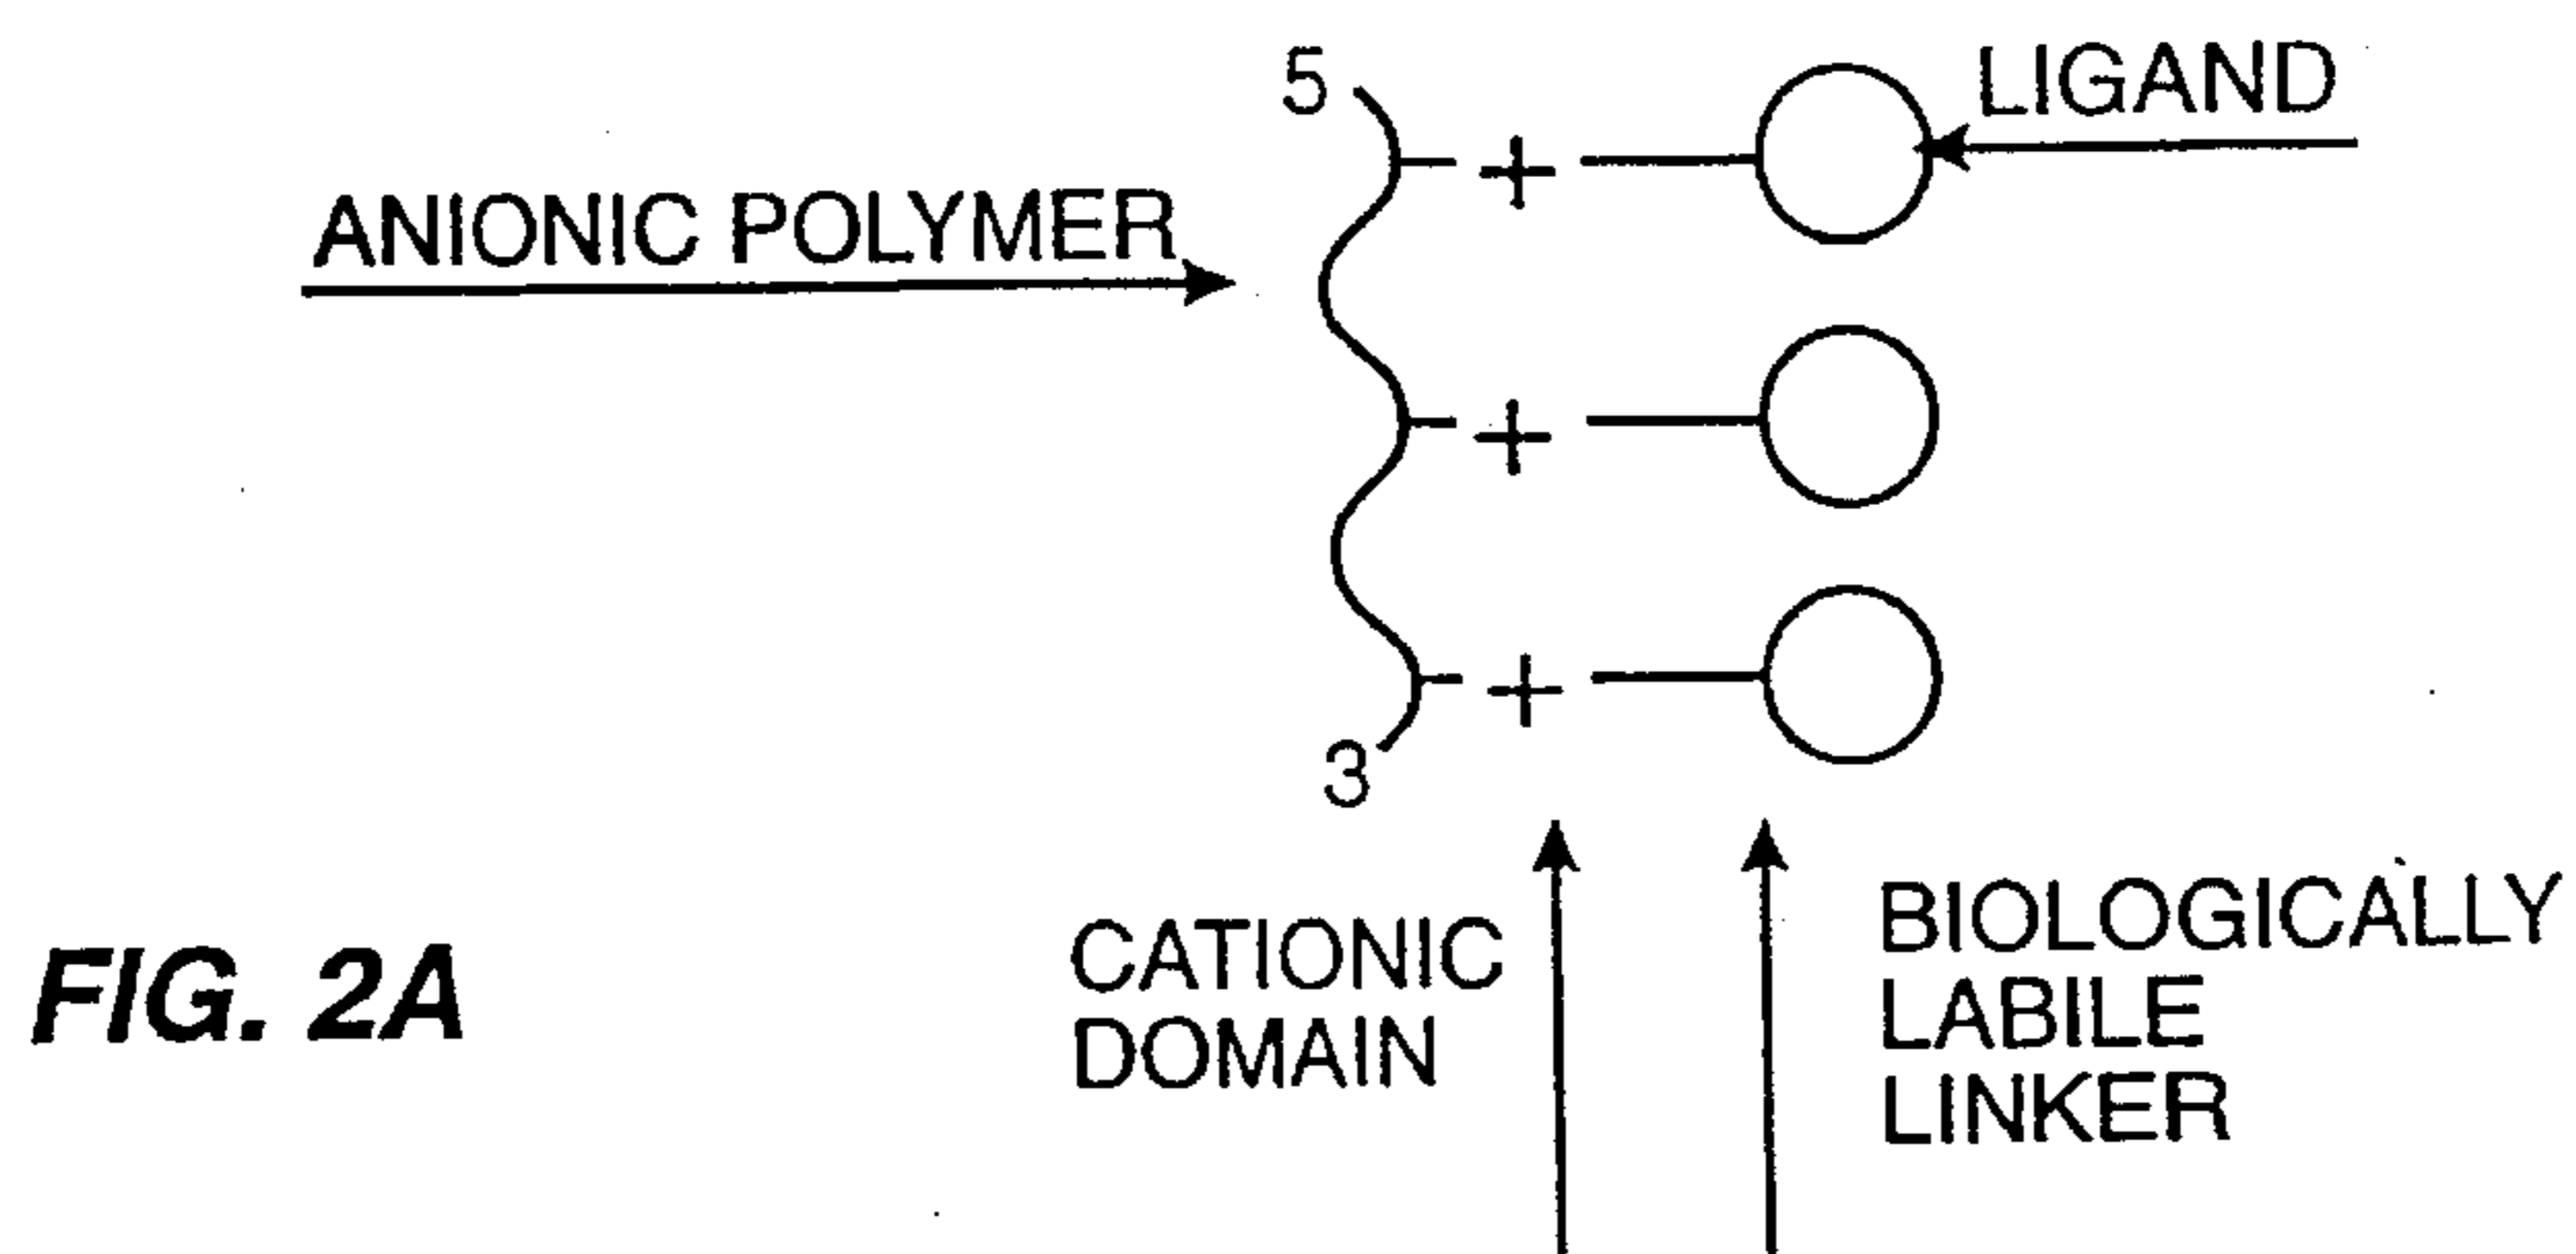 5
LIGAND
ANIONIC POLYMER
+
+
+
3
CATIONIC
DOMAIN
BIOLOGICALLY
LABILE
LINKER
FIG. 2A